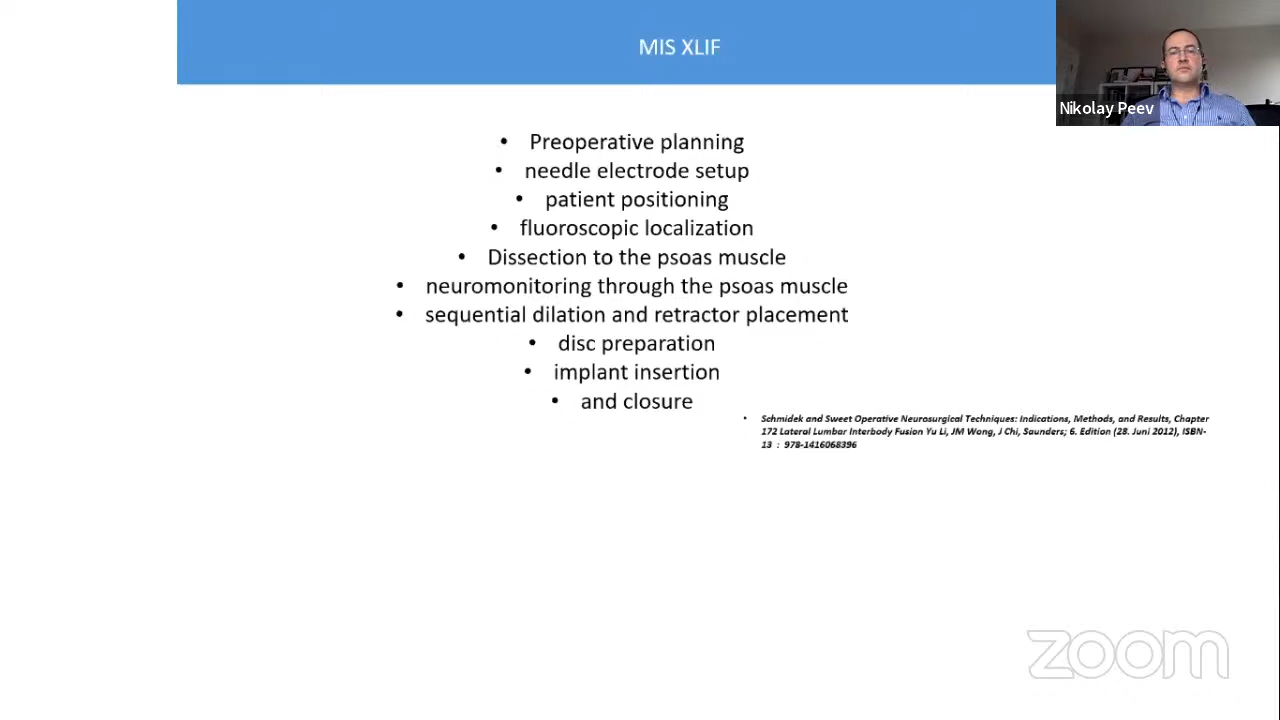 MIS XLIF
Nikolay Peev
• Preoperative planning
• needle electrode setup
• patient positioning
• fluoroscopic localization
• Dissection to the psoas muscle
• neuromonitoring through the psoas muscle
• sequential dilation and retractor placement
• disc preparation
• implant insertion
• and closure
• Schmidek and Sweet Operative Neurosurgical Techniques: Indications, Methods, and Results, Chapter
172 Lateral Lumbar Interbody Fusion Yu Li, JM Wong, J Chi, Saunders; 6. Edition (28. Juni 2012), ISBN-
13 : 978-1416068396
zoom